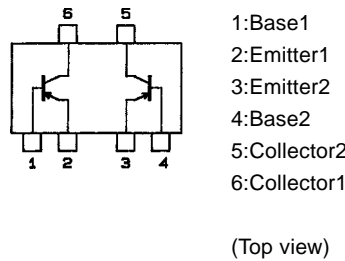 6 5
1 2 3 4
1:Base1
2:Emitter1
3:Emitter2
4:Base2
5:Collector2
6:Collector1
(Top view)